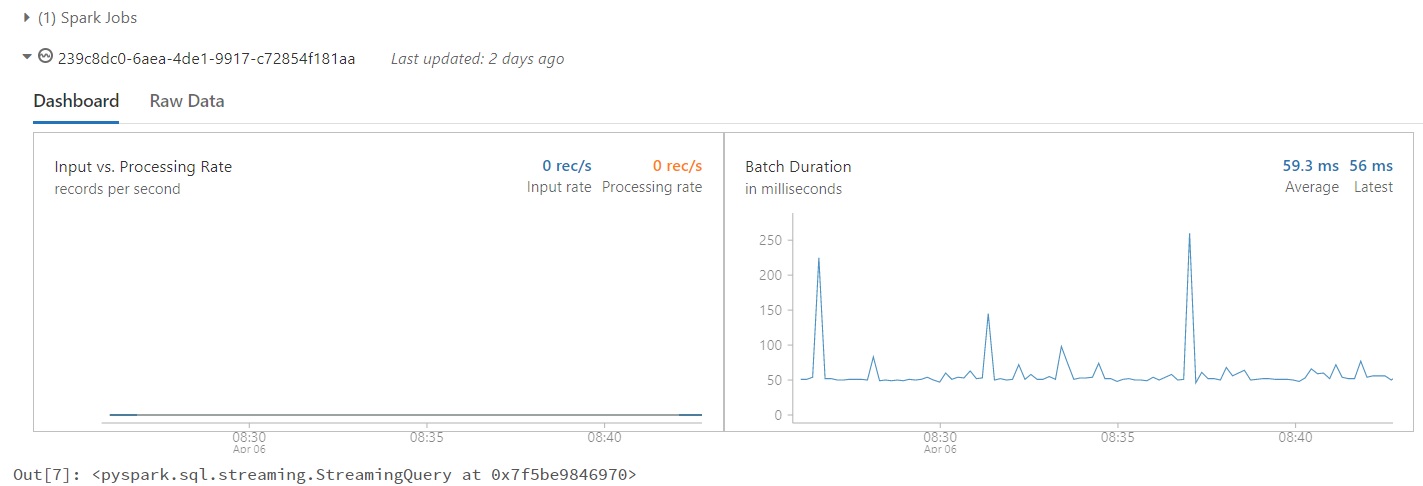 (1) Spark Jobs
239c8dc0-6aea-4de1-9917-c72854f181aa Last updated: 2 days ago
Dashboard Raw Data
Input vs. Processing Rate
records per second
0 rec/s 0 rec/s
Input rate Processing rate
08:30 08:35 08:40
Apr 06
Batch Duration
in milliseconds
59.3 ms 56 ms
Average Latest
250
200
150
100
50
0
08:30 08:35 08:40
Apr 06
Out[7]: <pyspark.sql.streaming.StreamingQuery at 0x7f5be9846970>